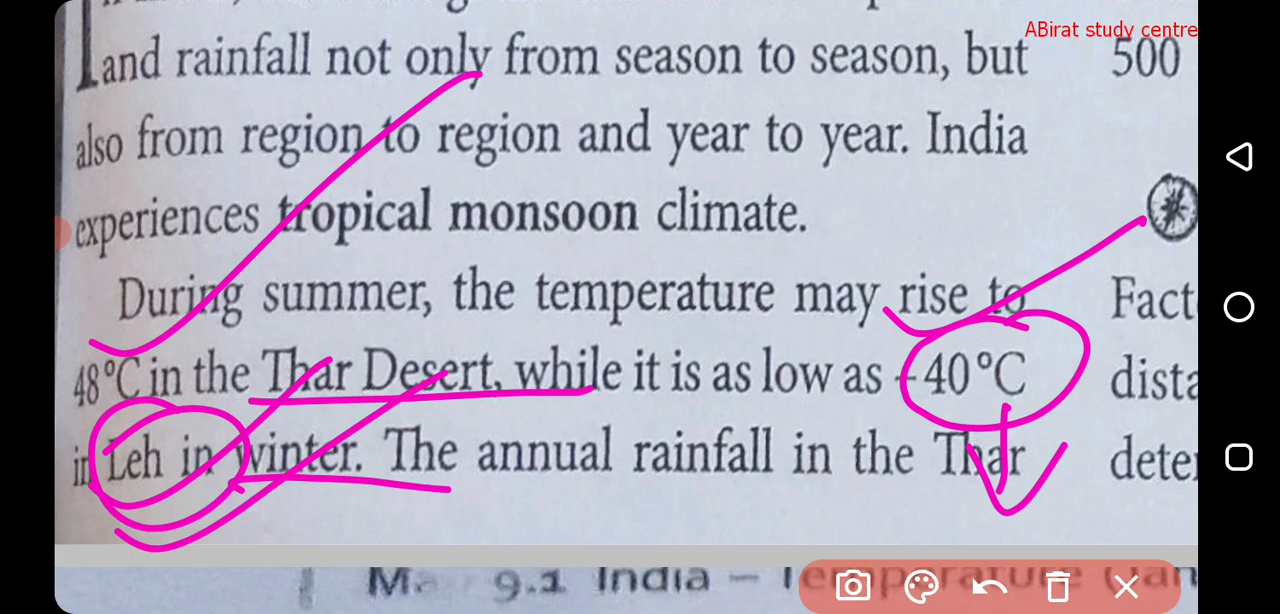 ABirat study centre
and rainfall not only from season to season, but
also from region to region and year to year. India
experiences tropical monsoon climate.
During summer, the temperature may rise to
48°C in the Thar Desert, while it is as low as -40°C
in Leh in winter. The annual rainfall in the Thar
500
Fact
dista
deter
9.1 India – Temperature (Jan